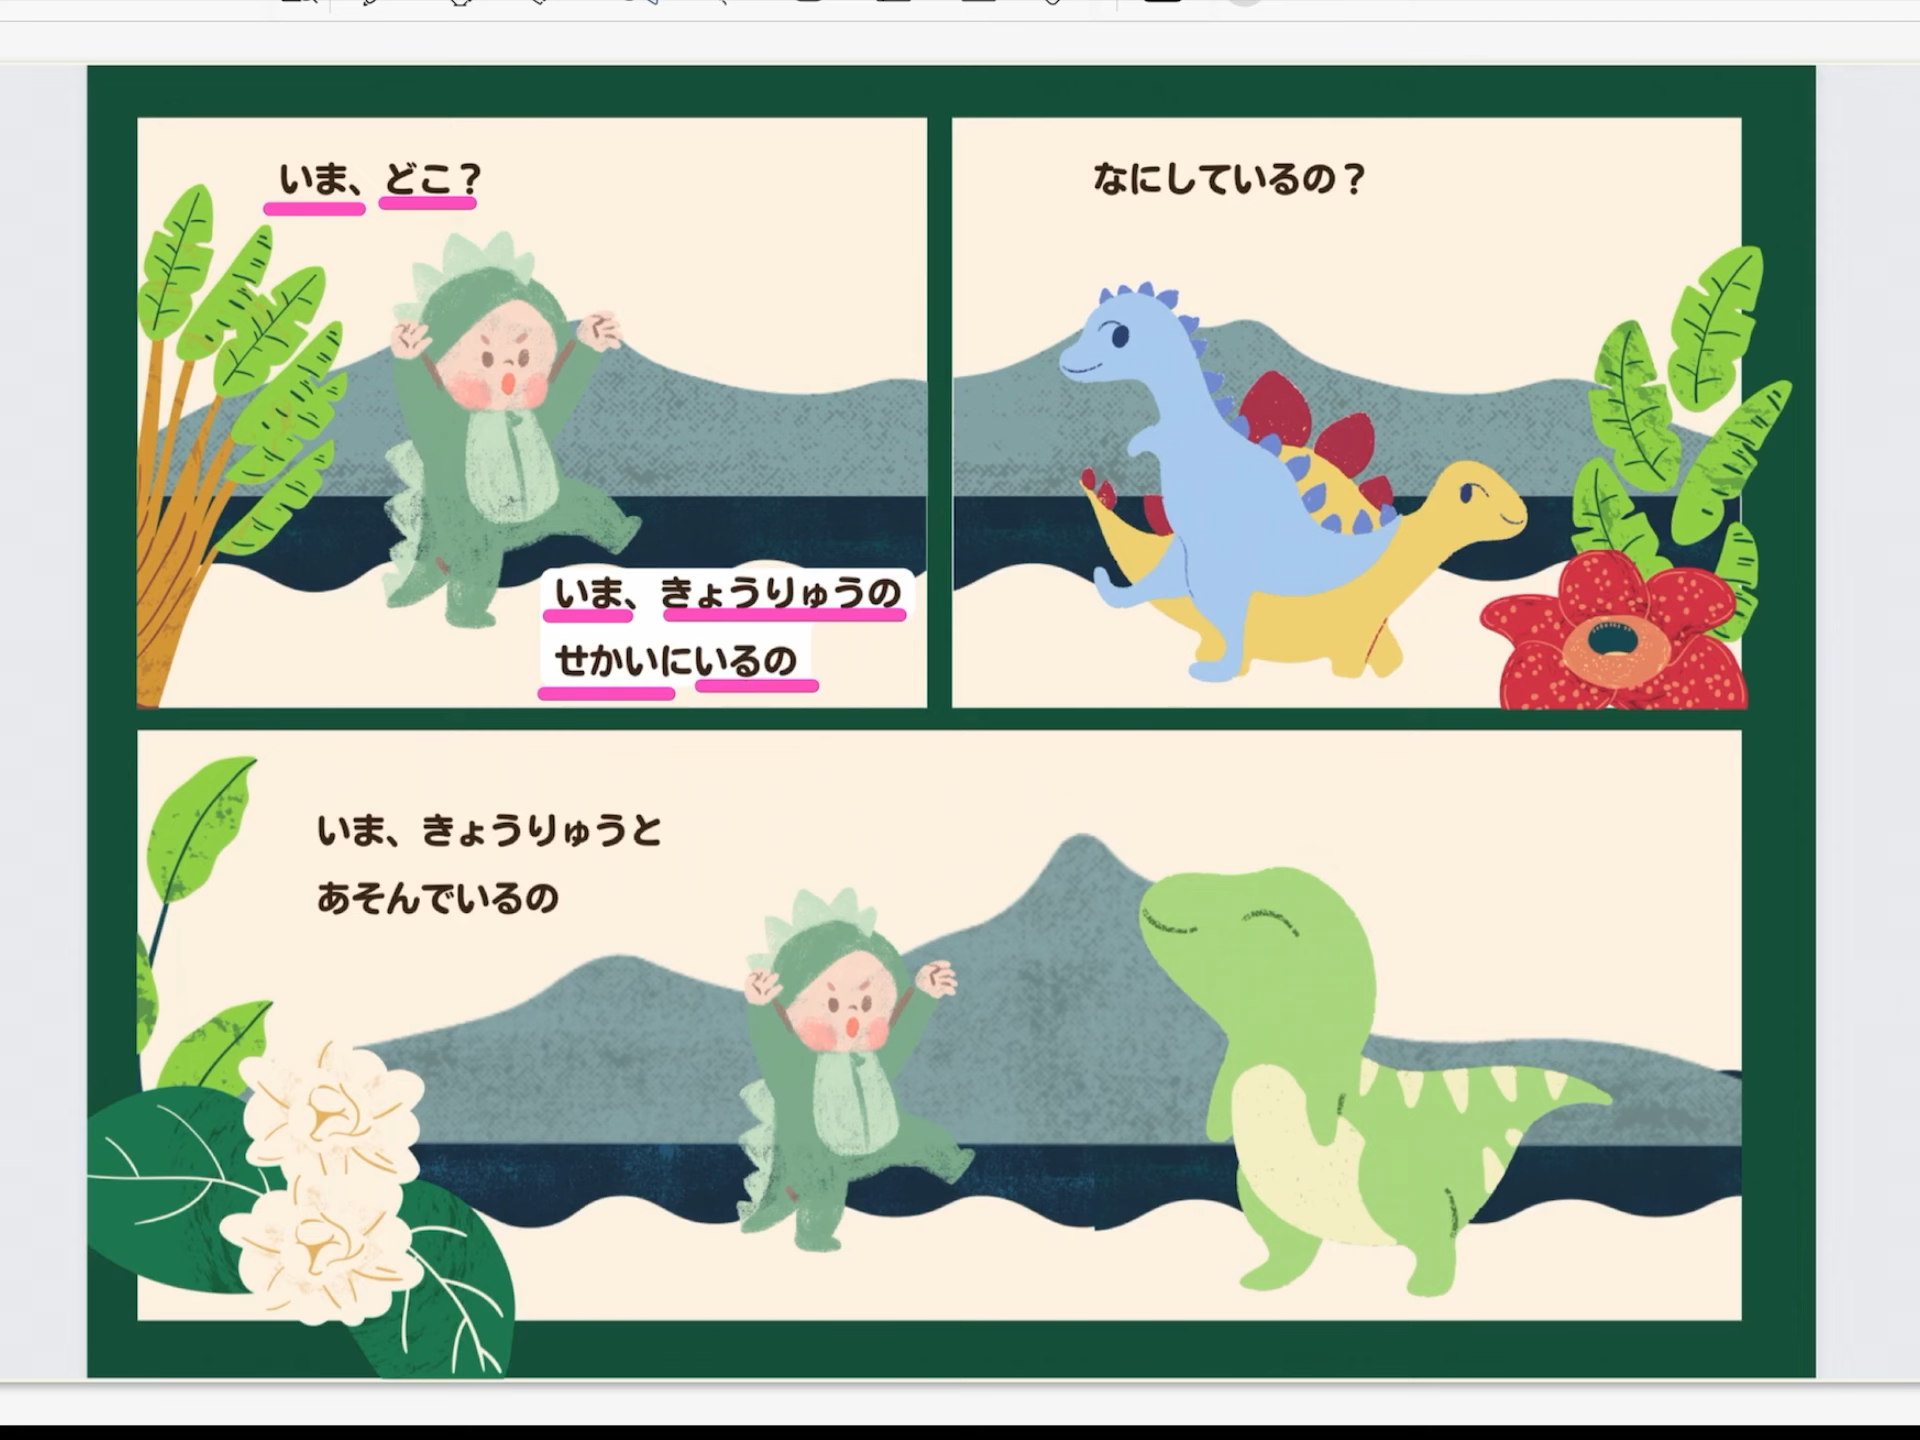 いま、どこ？
いま、きょうりゅうの
せかいにいるの
なにしているの？
いま、きょうりゅうと
あそんでいるの